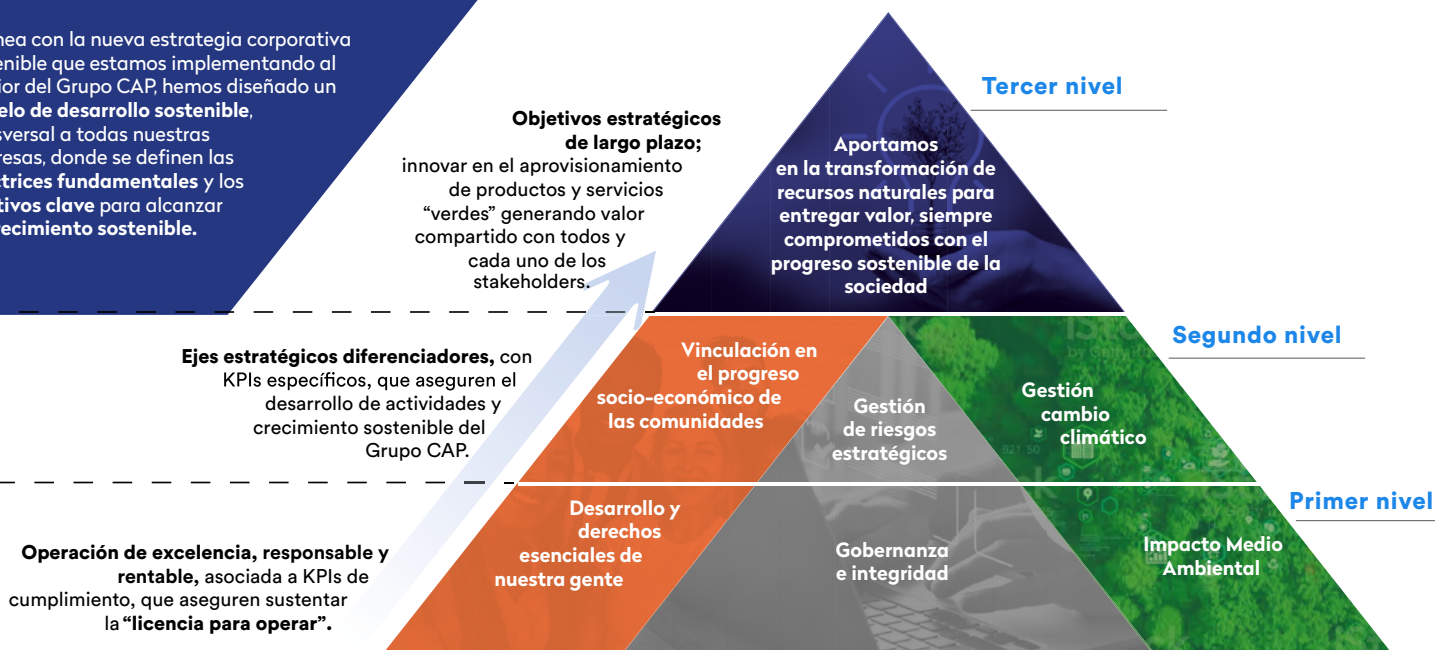 nea con la nueva estrategia corporativa
enible que estamos implementando al
ior del Grupo CAP, hemos diseñado un
elo de desarrollo sostenible,
sversal a todas nuestras
resas, donde se definen las
ctrices fundamentales y los
tivos clave para alcanzar
recimiento sostenible.
Objetivos estratégicos
de largo plazo;
innovar en el aprovisionamiento
de productos y servicios
“verdes” generando valor
compartido con todos y
cada uno de los
stakeholders.
Tercer nivel
Aportamos
en la transformación de
recursos naturales para
entregar valor, siempre
comprometidos con el
progreso sostenible de la
sociedad
Ejes estratégicos diferenciadores, con
KPIs específicos, que aseguren el
desarrollo de actividades y
crecimiento sostenible del
Grupo CAP.
Segundo nivel
Vinculación en
el progreso
socio-económico de
las comunidades
Gestión
de riesgos
estratégicos
Gestión
cambio
climático
by Getty
Operación de excelencia, responsable y
rentable, asociada a KPIs de
cumplimiento, que aseguren sustentar
la “licencia para operar”.
Primer nivel
Desarrollo y
derechos
esenciales de
nuestra gente
Gobernanza
e integridad
Impacto Medio
Ambiental